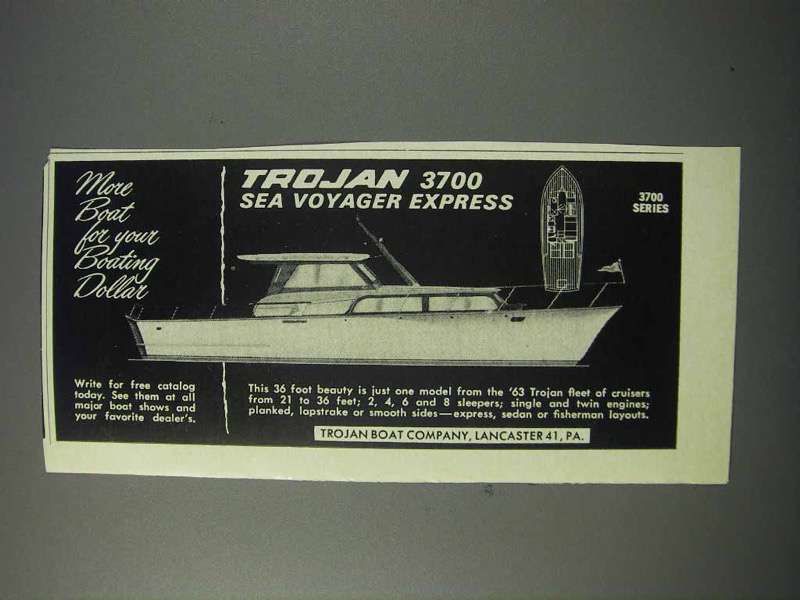 More
Boat
for your
Boating
Dollar
TROJAN 3700
SEA VOYAGER EXPRESS
3700
SERIES
Write for free catalog
today. See them at all
major boat shows and
your favorite dealer's.
This 36 foot beauty is just one model from the '63 Trojan fleet of cruisers
from 21 to 36 feet; 2, 4, 6 and 8 sleepers; single and twin engines;
planked, lapstrake or smooth sides—express, sedan or fisherman layouts.
TROJAN BOAT COMPANY, LANCASTER 41, PA.